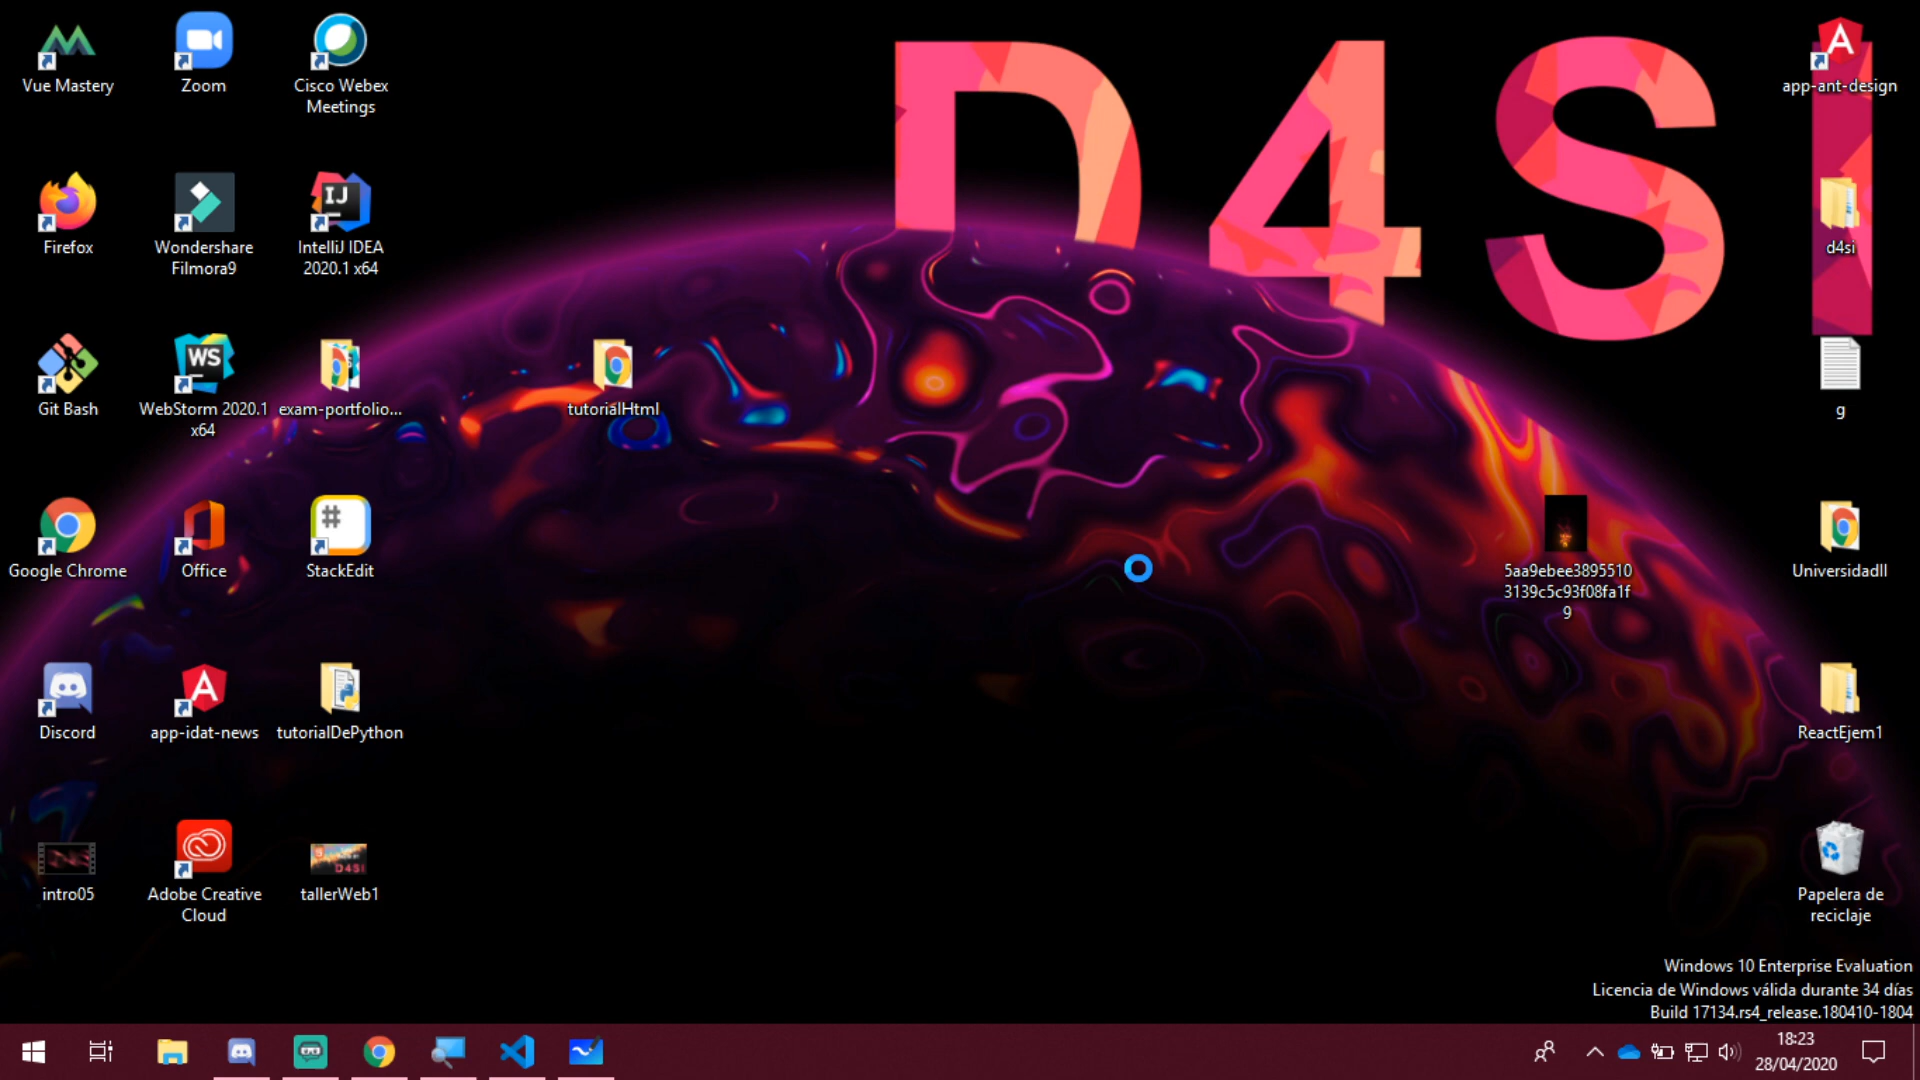 D4SI
Vue Mastery
Zoom
Cisco Webex
Meetings
app-ant-design
Firefox
Wondershare
Filmora9
IJ
IntelliJ IDEA
2020.1 x64
d4si
Git Bash
WS
WebStorm 2020.1
x64
exam-portfolio...
tutorialHtml
g
Google Chrome
Office
#
StackEdit
5aa9ebee3895510
3139c5c93f08fa1f
9
Universidadll
Discord
app-idat-news
tutorialDePython
ReactEjem1
intro05
Adobe Creative
Cloud
D4SI
tallerWeb1
Papelera de
reciclaje
Windows 10 Enterprise Evaluation
Licencia de Windows válida durante 34 días
Build 17134.rs4_release.180410-1804
18:23
28/04/2020